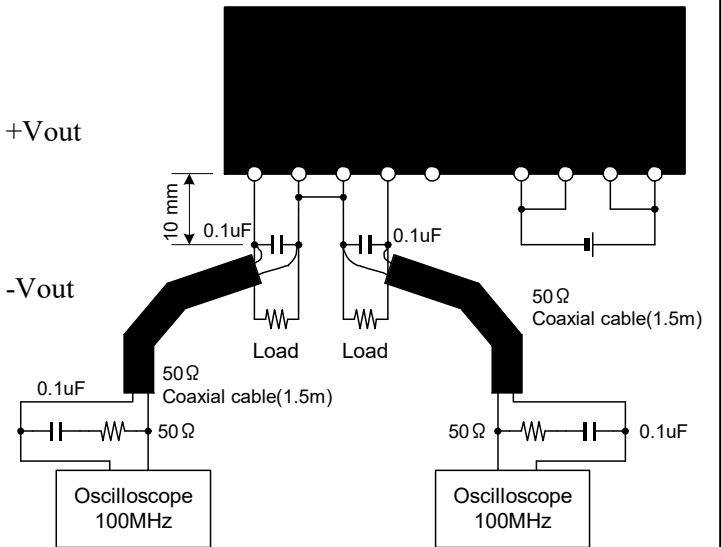 +Vout
10 mm
0.1uF
0.1uF
-Vout
50Ω
Coaxial cable(1.5m)
Load
Load
50Ω
Coaxial cable(1.5m)
0.1uF
50Ω
50Ω
0.1uF
Oscilloscope
100MHz
Oscilloscope
100MHz